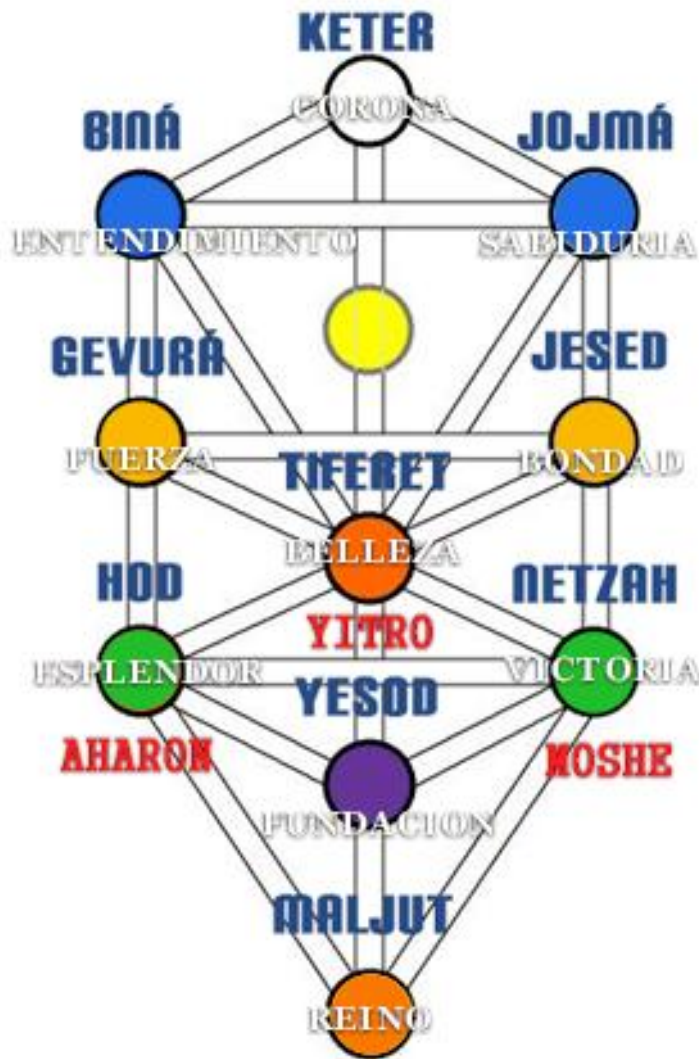 KETER
CORONA
BINÁ
JOJMÁ
ENTENDIMIENTO
SABIDURIA
GEVURÁ
JESED
FUERZA
BONDAD
TIFERET
BELLEZA
HOD
NETZAH
YITRO
ESPLENDOR
VICTORIA
YESOD
AHARON
MOSHE
FUNDACION
MALJUT
REINO